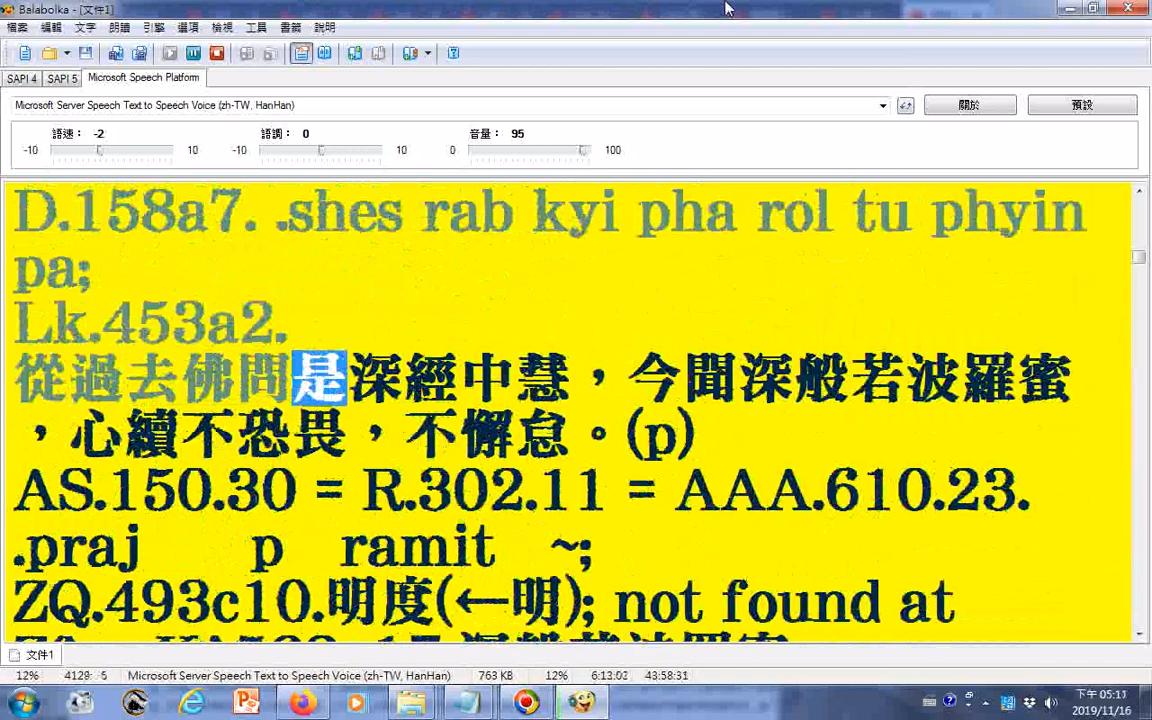 Balabolka - [文件1]
檔案 編輯 文字 朗讀 引擎 選項 檢視 工具 書籤 說明
SAPI 4 SAPI 5 Microsoft Speech Platform
Microsoft Server Speech Text to Speech Voice (zh-TW, HanHan) 關於 預設
語速： -2 語調： 0 音量： 95
-10 10 -10 10 0 100
D.158a7. .shes rab kyi pha rol tu phyin
pa;
Lk.453a2.
從過去佛問是深經中慧，今聞深般若波羅蜜
，心續不恐畏，不懈怠。(p)
AS.150.30 = R.302.11 = AAA.610.23.
.praj p ramit ~;
ZQ.493c10.明度(←明); not found at
文件1
12% 4129: 5 Microsoft Server Speech Text to Speech Voice (zh-TW, HanHan) 763 KB 12% 6:13:02 43:58:31
下午 05:11
2019/11/16